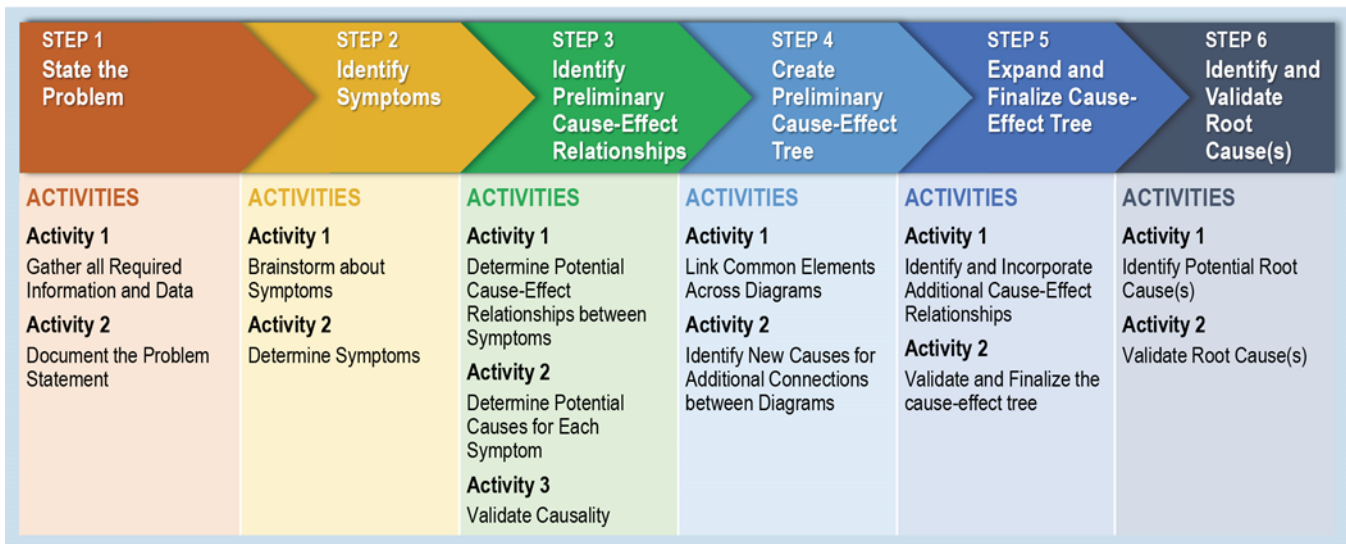 STEP 1
State the
Problem
STEP 2
Identify
Symptoms
STEP 3
Identify
Preliminary
Cause-Effect
Relationships
STEP 4
Create
Preliminary
Cause-Effect
Tree
STEP 5
Expand and
Finalize Cause-
Effect Tree
STEP 6
Identify and
Validate
Root
Cause(s)
ACTIVITIES
Activity 1
Gather all Required
Information and Data
Activity 2
Document the Problem
Statement
ACTIVITIES
Activity 1
Brainstorm about
Symptoms
Activity 2
Determine Symptoms
ACTIVITIES
Activity 1
Determine Potential
Cause-Effect
Relationships between
Symptoms
Activity 2
Determine Potential
Causes for Each
Symptom
Activity 3
Validate Causality
ACTIVITIES
Activity 1
Link Common Elements
Across Diagrams
Activity 2
Identify New Causes for
Additional Connections
between Diagrams
ACTIVITIES
Activity 1
Identify and Incorporate
Additional Cause-Effect
Relationships
Activity 2
Validate and Finalize the
cause-effect tree
ACTIVITIES
Activity 1
Identify Potential Root
Cause(s)
Activity 2
Validate Root Cause(s)